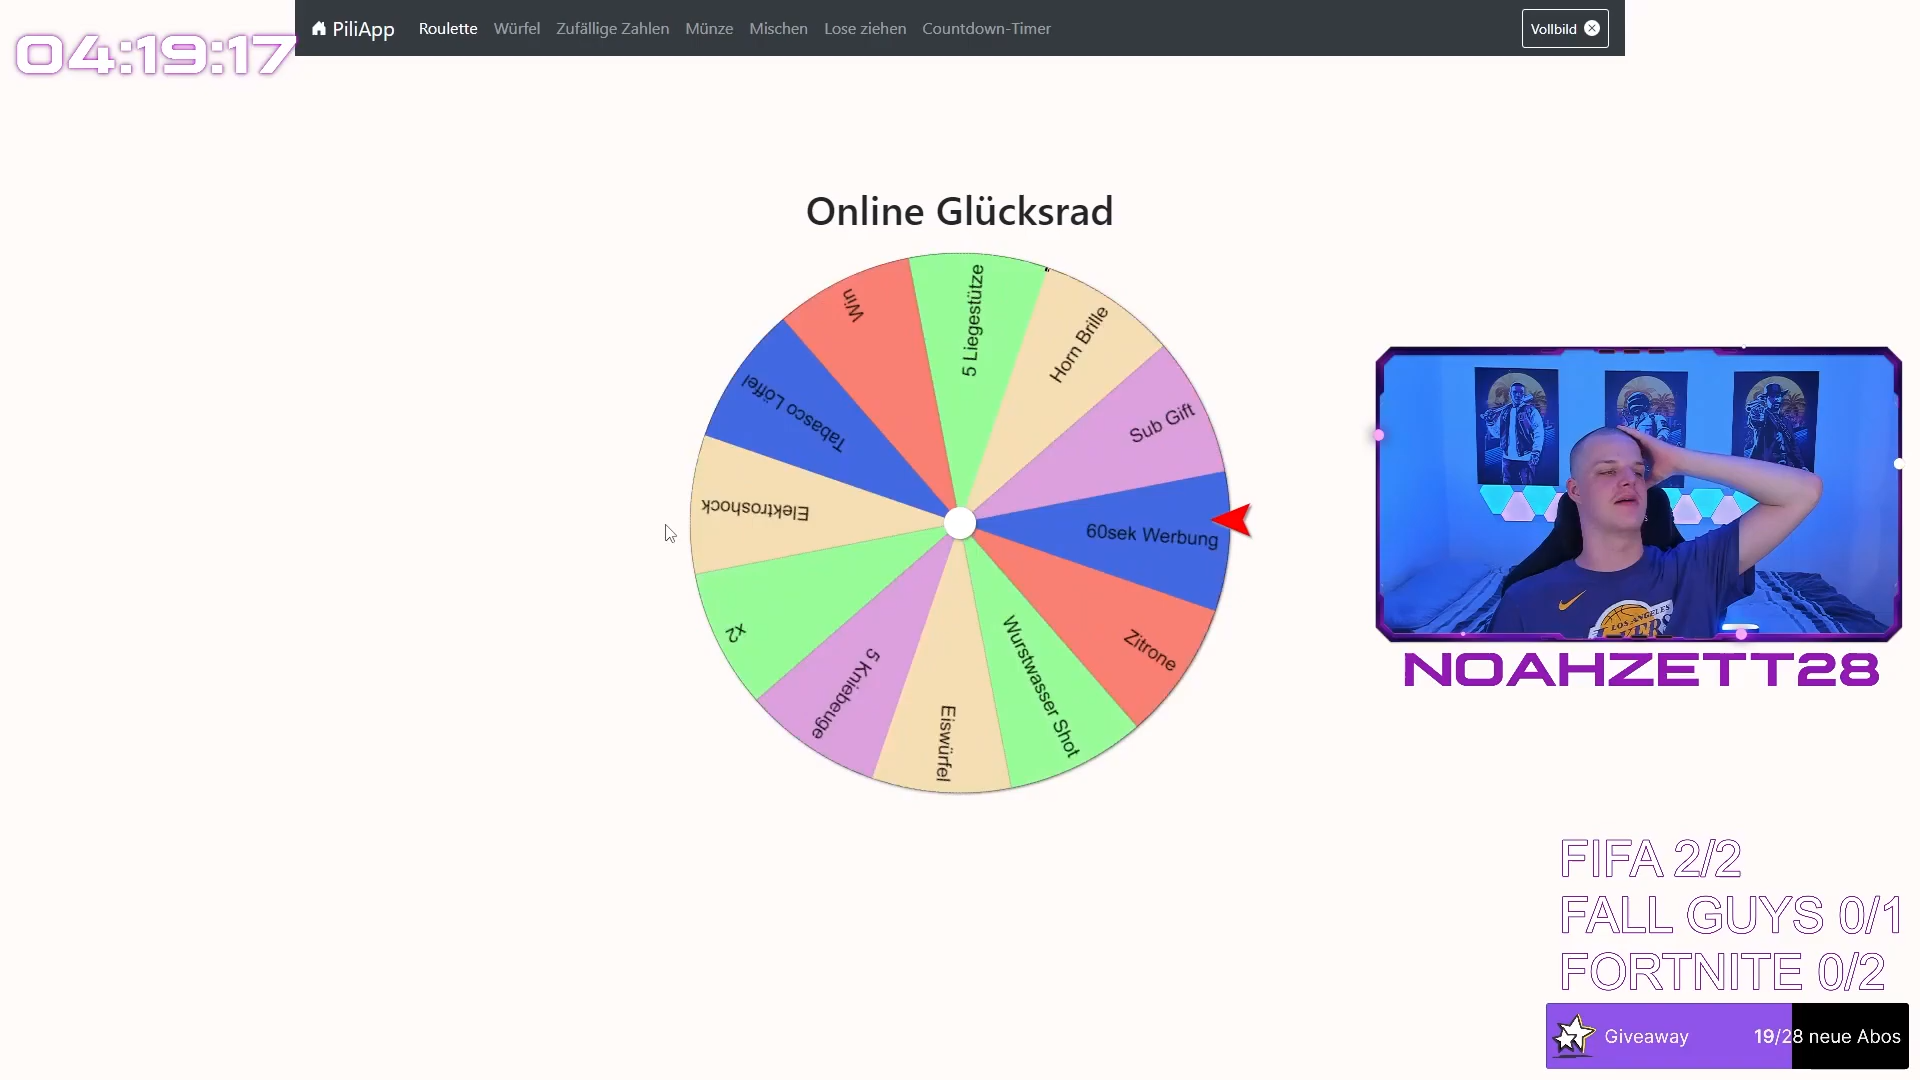 04:19:17
PiliApp Roulette Würfel Zufällige Zahlen Münze Mischen Lose ziehen Countdown-Timer Vollbild
Online Glücksrad
5 Liegestütze
Horn Brille
Sub Gift
60sek Werbung
Zitrone
Wurstwasser Shot
Eiswürfel
5 Kniebeuge
x2
Elektroshock
Tabasco Löffel
Win
LOS ANGELES
NOAHZETT28
FIFA 2/2
FALL GUYS 0/1
FORTNITE 0/2
Giveaway 19/28 neue Abos